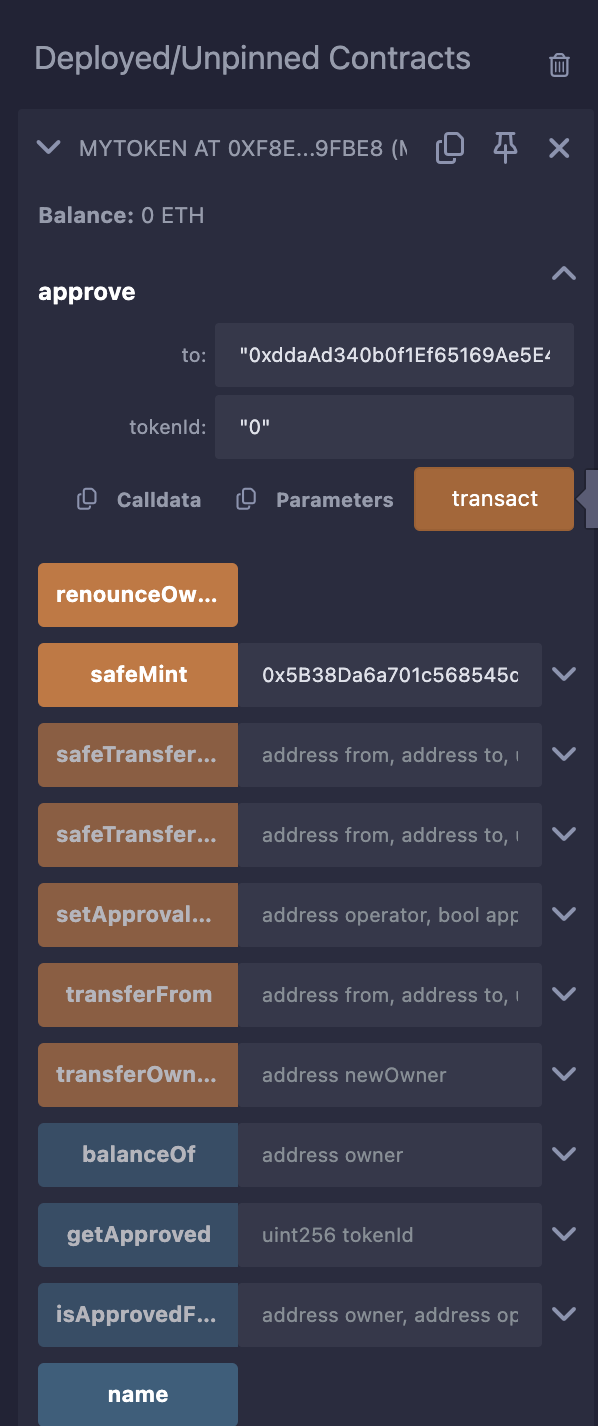 Deployed/Unpinned Contracts
MYTOKEN AT 0XF8E...9FBE8 (M
Balance: 0 ETH
approve
to: "0xddaAd340b0f1Ef65169Ae5E4
tokenId: "0"
Calldata Parameters transact
renounceOw...
safeMint 0x5B38Da6a701c568545c
safeTransfer... address from, address to, u
safeTransfer... address from, address to, u
setApproval... address operator, bool app
transferFrom address from, address to, u
transferOwn... address newOwner
balanceOf address owner
getApproved uint256 tokenId
isApprovedF... address owner, address op
name